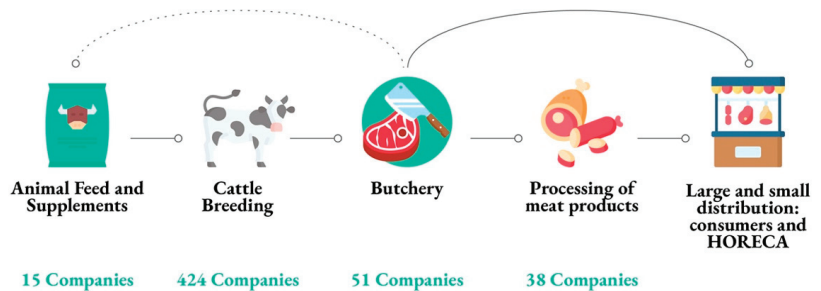 Animal Feed and
Supplements
Cattle
Breeding
Butchery
Processing of
meat products
Large and small
distribution:
consumers and
HORECA
15 Companies
424 Companies
51 Companies
38 Companies